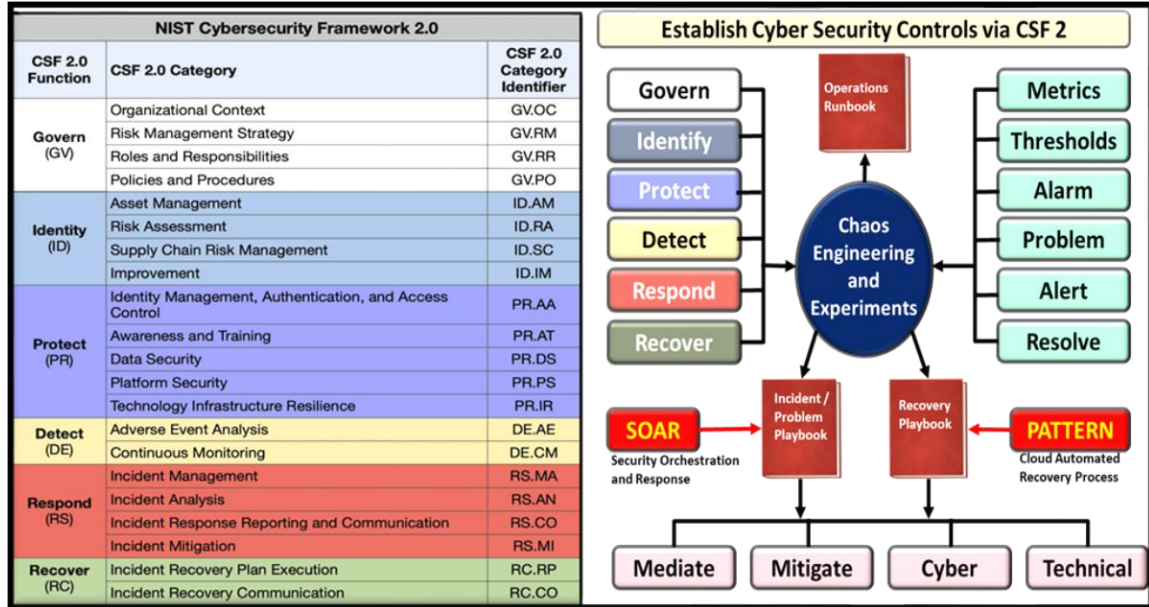 NIST Cybersecurity Framework 2.0
CSF 2.0
Function
CSF 2.0 Category
CSF 2.0
Category
Identifier
Govern
(GV)
Organizational Context
GV.OC
Risk Management Strategy
GV.RM
Roles and Responsibilities
GV.RR
Policies and Procedures
GV.PO
Identity
(ID)
Asset Management
ID.AM
Risk Assessment
ID.RA
Supply Chain Risk Management
ID.SC
Improvement
ID.IM
Protect
(PR)
Identity Management, Authentication, and Access
Control
PR.AA
Awareness and Training
PR.AT
Data Security
PR.DS
Platform Security
PR.PS
Technology Infrastructure Resilience
PR.IR
Detect
(DE)
Adverse Event Analysis
DE.AE
Continuous Monitoring
DE.CM
Respond
(RS)
Incident Management
RS.MA
Incident Analysis
RS.AN
Incident Response Reporting and Communication
RS.CO
Incident Mitigation
RS.MI
Recover
(RC)
Incident Recovery Plan Execution
RC.RP
Incident Recovery Communication
RC.CO
Establish Cyber Security Controls via CSF 2
Govern
Identify
Protect
Detect
Respond
Recover
Operations
Runbook
Chaos
Engineering
and
Experiments
Metrics
Thresholds
Alarm
Problem
Alert
Resolve
SOAR
Security Orchestration
and Response
Incident /
Problem
Playbook
Recovery
Playbook
PATTERN
Cloud Automated
Recovery Process
Mediate
Mitigate
Cyber
Technical